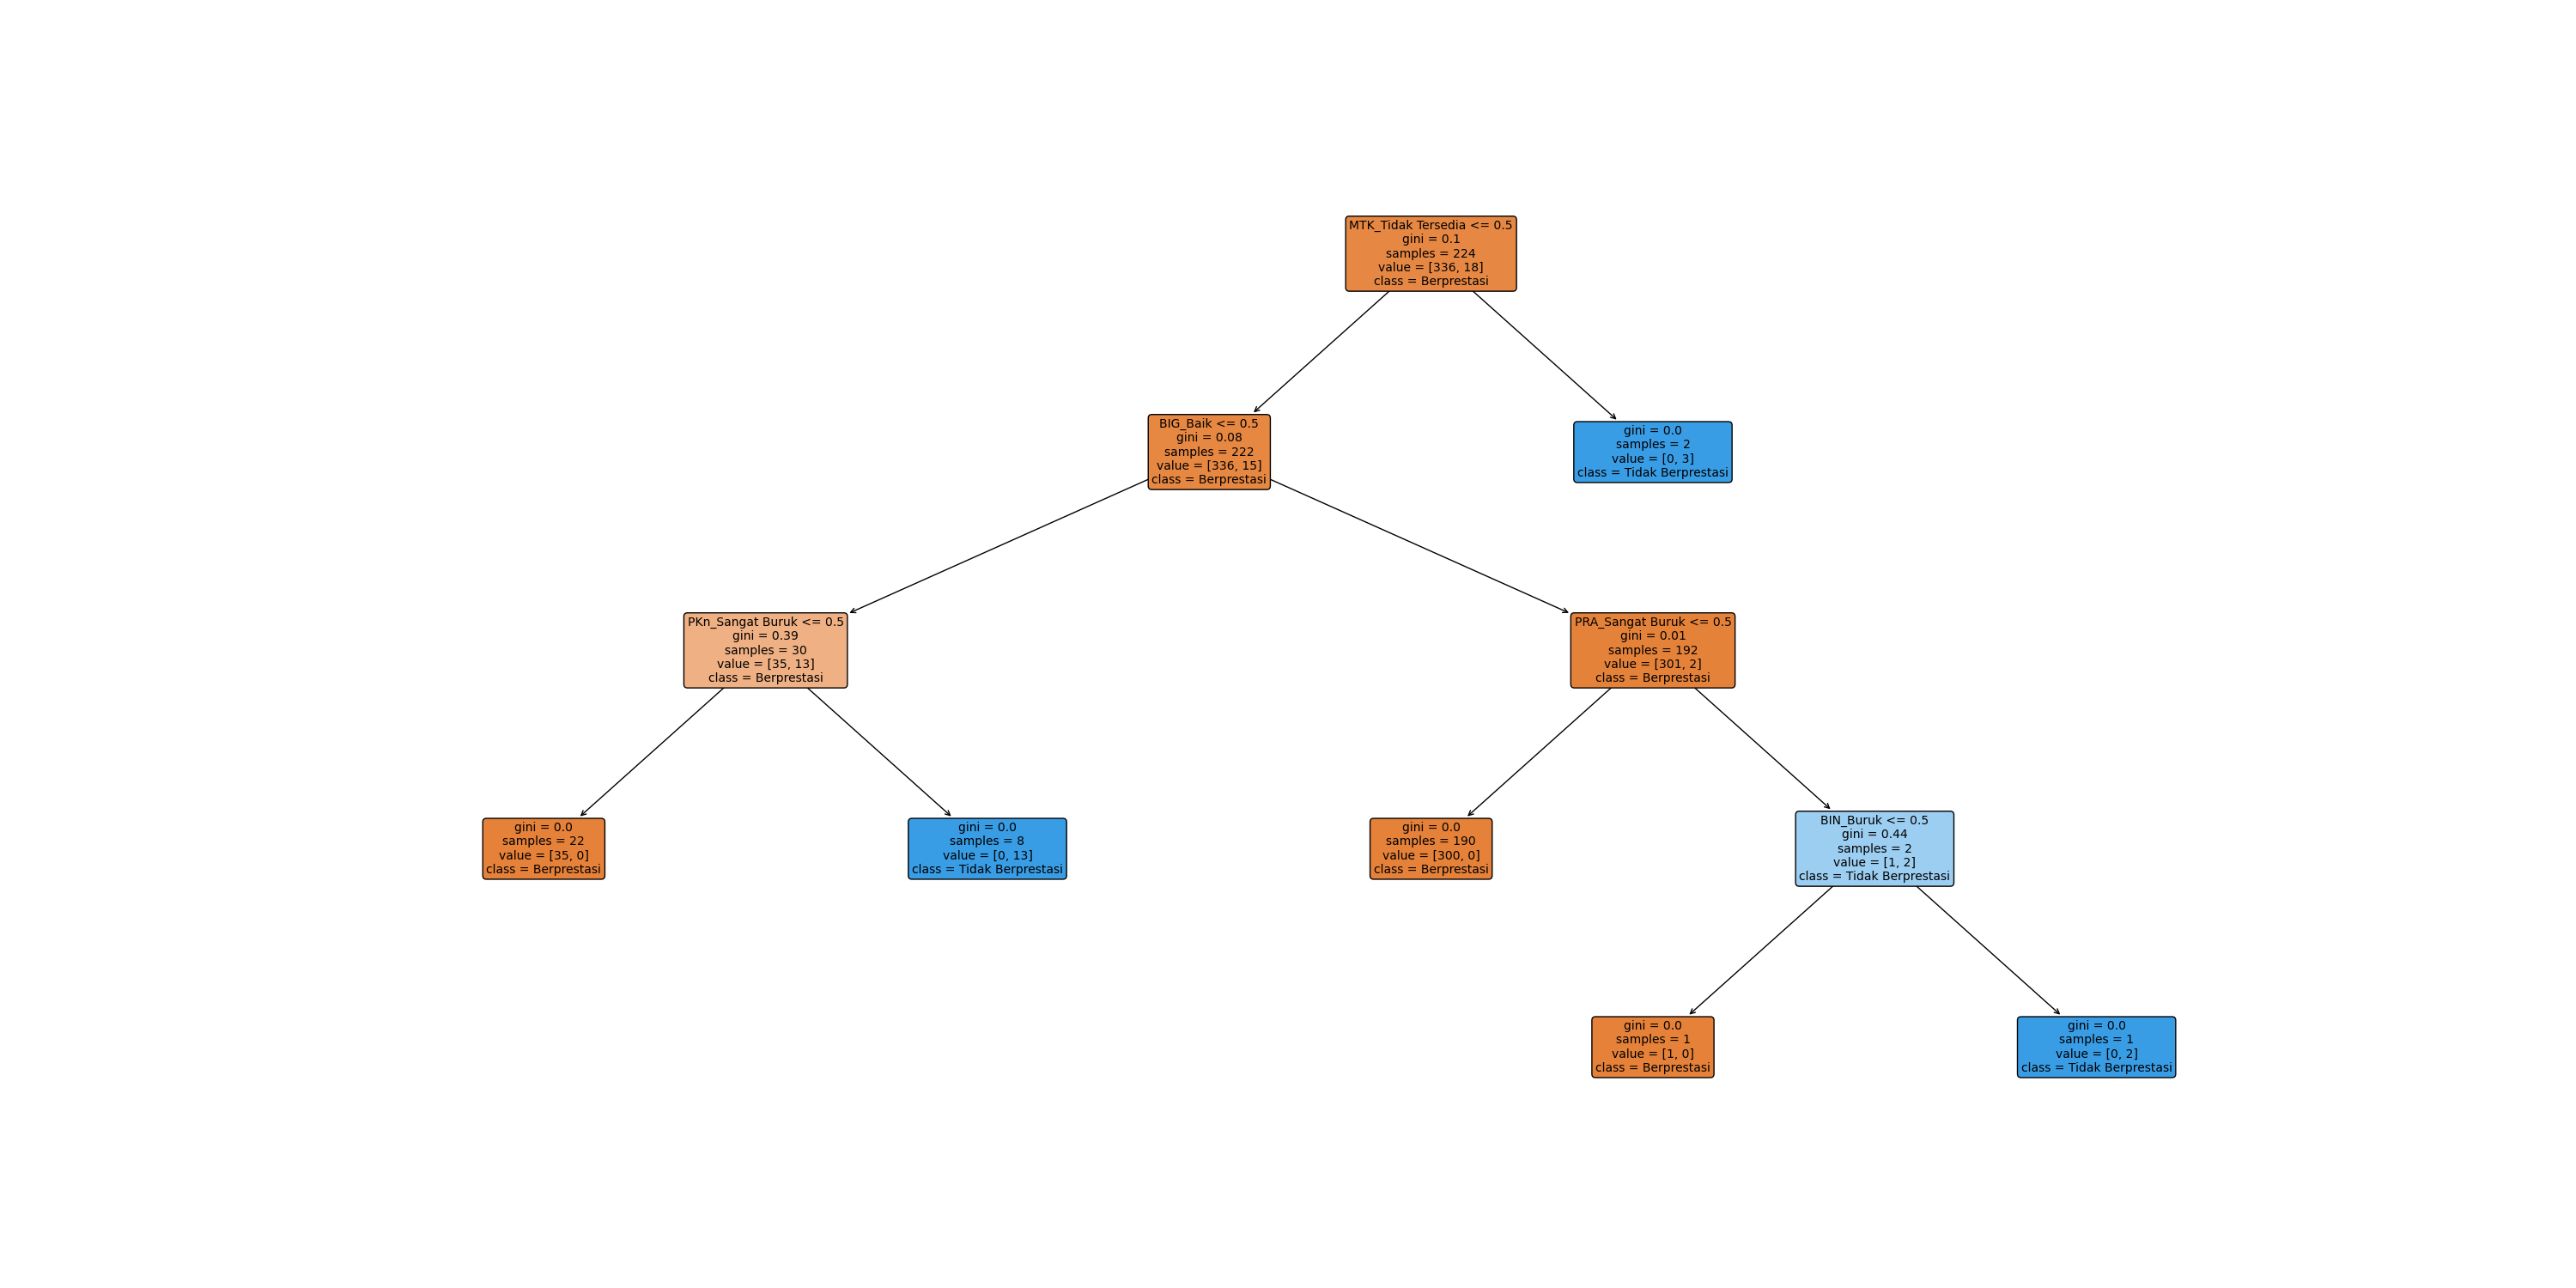 MTK_Tidak Tersedia <= 0.5
gini = 0.1
samples = 224
value = [336, 18]
class = Berprestasi
BIG_Baik <= 0.5
gini = 0.08
samples = 222
value = [336, 15]
class = Berprestasi
gini = 0.0
samples = 2
value = [0, 3]
class = Tidak Berprestasi
PKn_Sangat Buruk <= 0.5
gini = 0.39
samples = 30
value = [35, 13]
class = Berprestasi
PRA_Sangat Buruk <= 0.5
gini = 0.01
samples = 192
value = [301, 2]
class = Berprestasi
gini = 0.0
samples = 22
value = [35, 0]
class = Berprestasi
gini = 0.0
samples = 8
value = [0, 13]
class = Tidak Berprestasi
gini = 0.0
samples = 190
value = [300, 0]
class = Berprestasi
BIN_Buruk <= 0.5
gini = 0.44
samples = 2
value = [1, 2]
class = Tidak Berprestasi
gini = 0.0
samples = 1
value = [1, 0]
class = Berprestasi
gini = 0.0
samples = 1
value = [0, 2]
class = Tidak Berprestasi